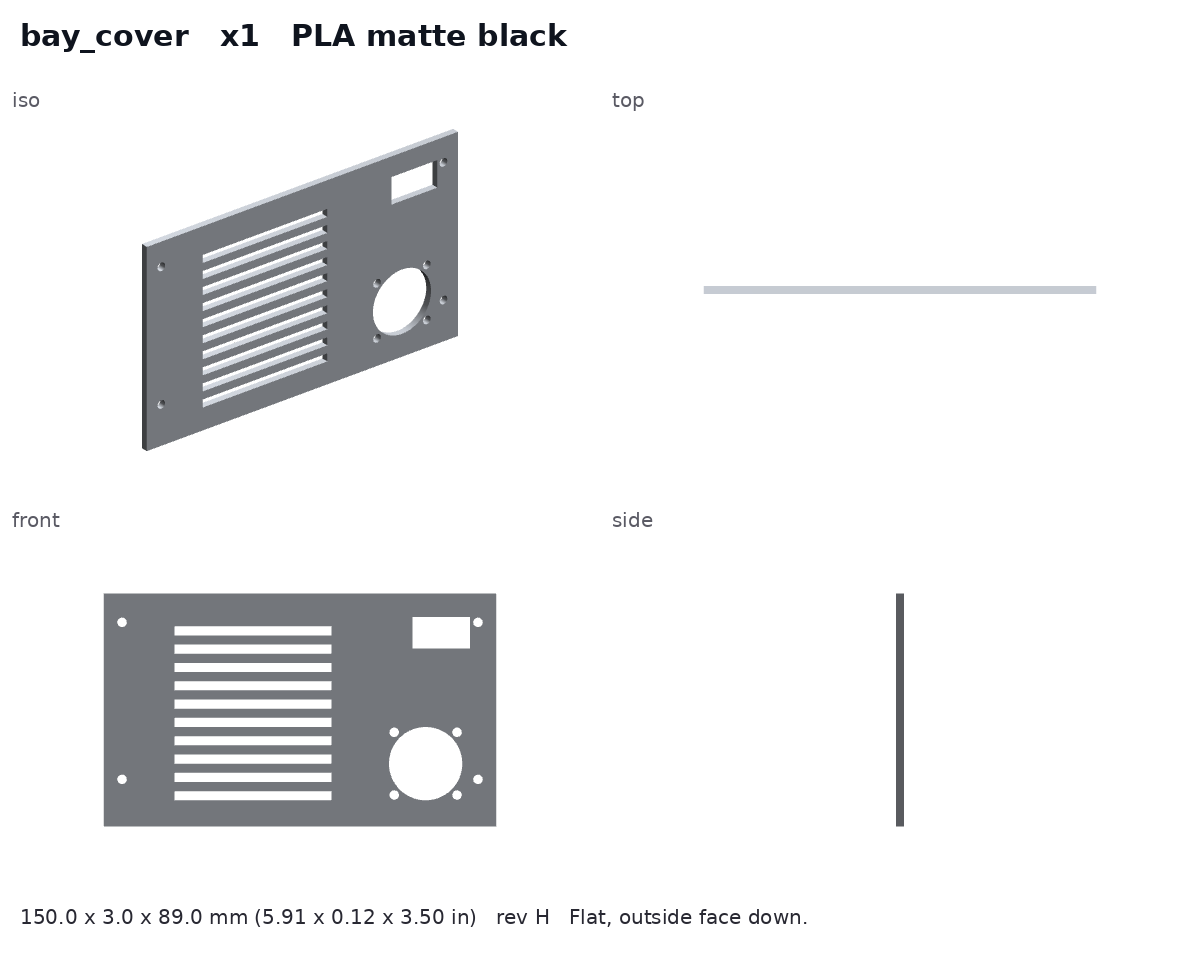 bay_cover x1 PLA matte black
iso
top
front
side
150.0 x 3.0 x 89.0 mm (5.91 x 0.12 x 3.50 in) rev H Flat, outside face down.